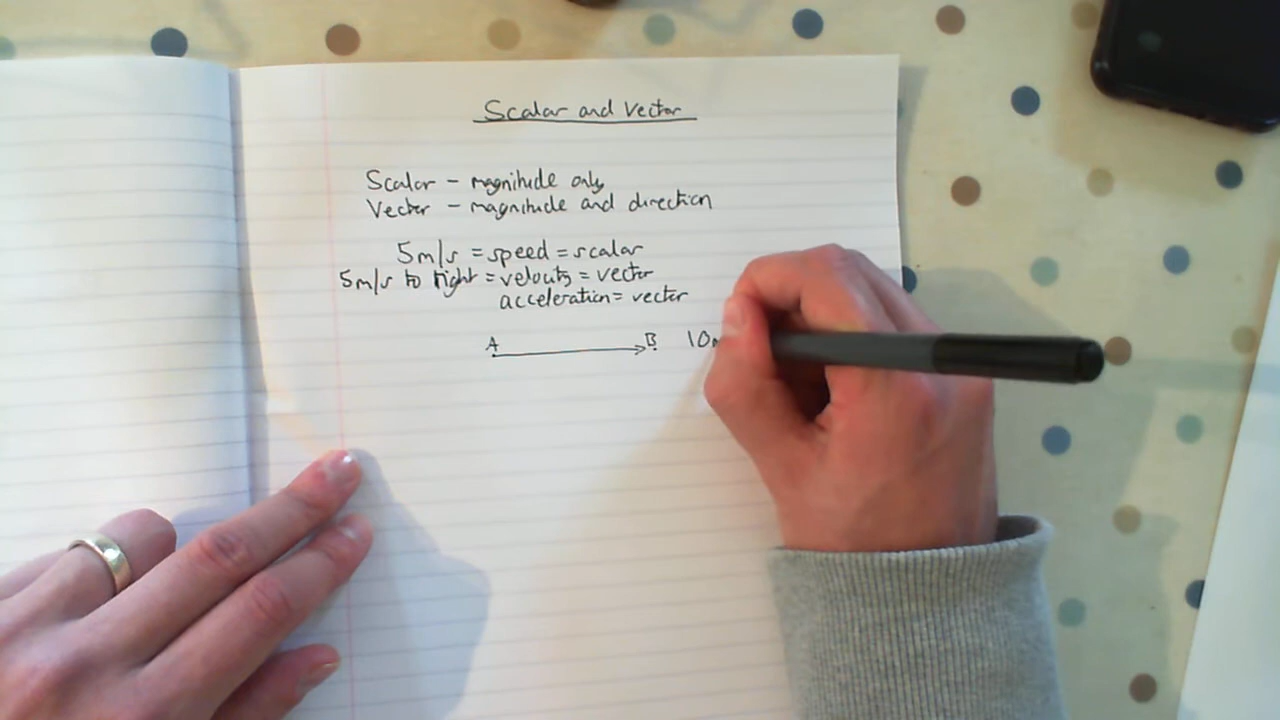 Scalar and Vector
Scalar - magnitude only
Vector - magnitude and direction
5m/s = speed = scalar
5m/s to right = velocity = vector
acceleration = vector
A B 10m